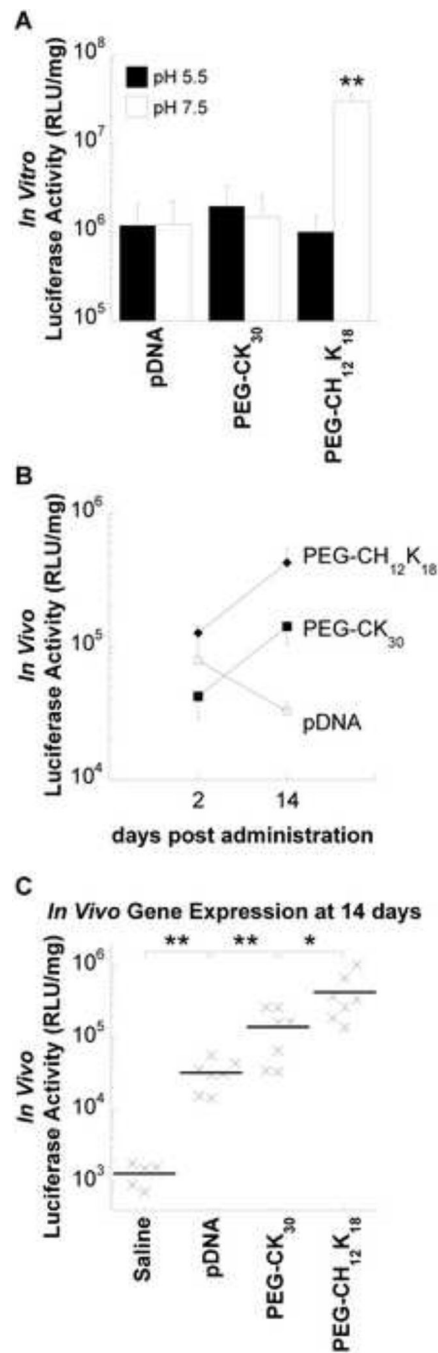 A
In Vitro
Luciferase Activity (RLU/mg)
10^8
10^7
10^6
10^5
pH 5.5
pH 7.5
**
pDNA
PEG-CK30
PEG-CH12K18
B
In Vivo
Luciferase Activity (RLU/mg)
10^6
10^5
10^4
PEG-CH12K18
PEG-CK30
pDNA
2 14
days post administration
C
In Vivo Gene Expression at 14 days
** ** *
In Vivo
Luciferase Activity (RLU/mg)
10^6
10^5
10^4
10^3
Saline
pDNA
PEG-CK30
PEG-CH12K18